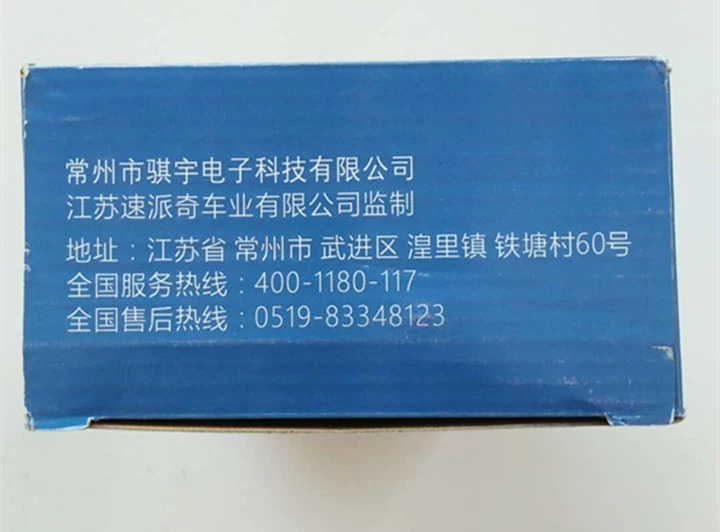 常州市骐宇电子科技有限公司
江苏速派奇车业有限公司监制
地址：江苏省 常州市 武进区 湟里镇 铁塘村60号
全国服务热线：400-1180-117
全国售后热线：0519-83348123